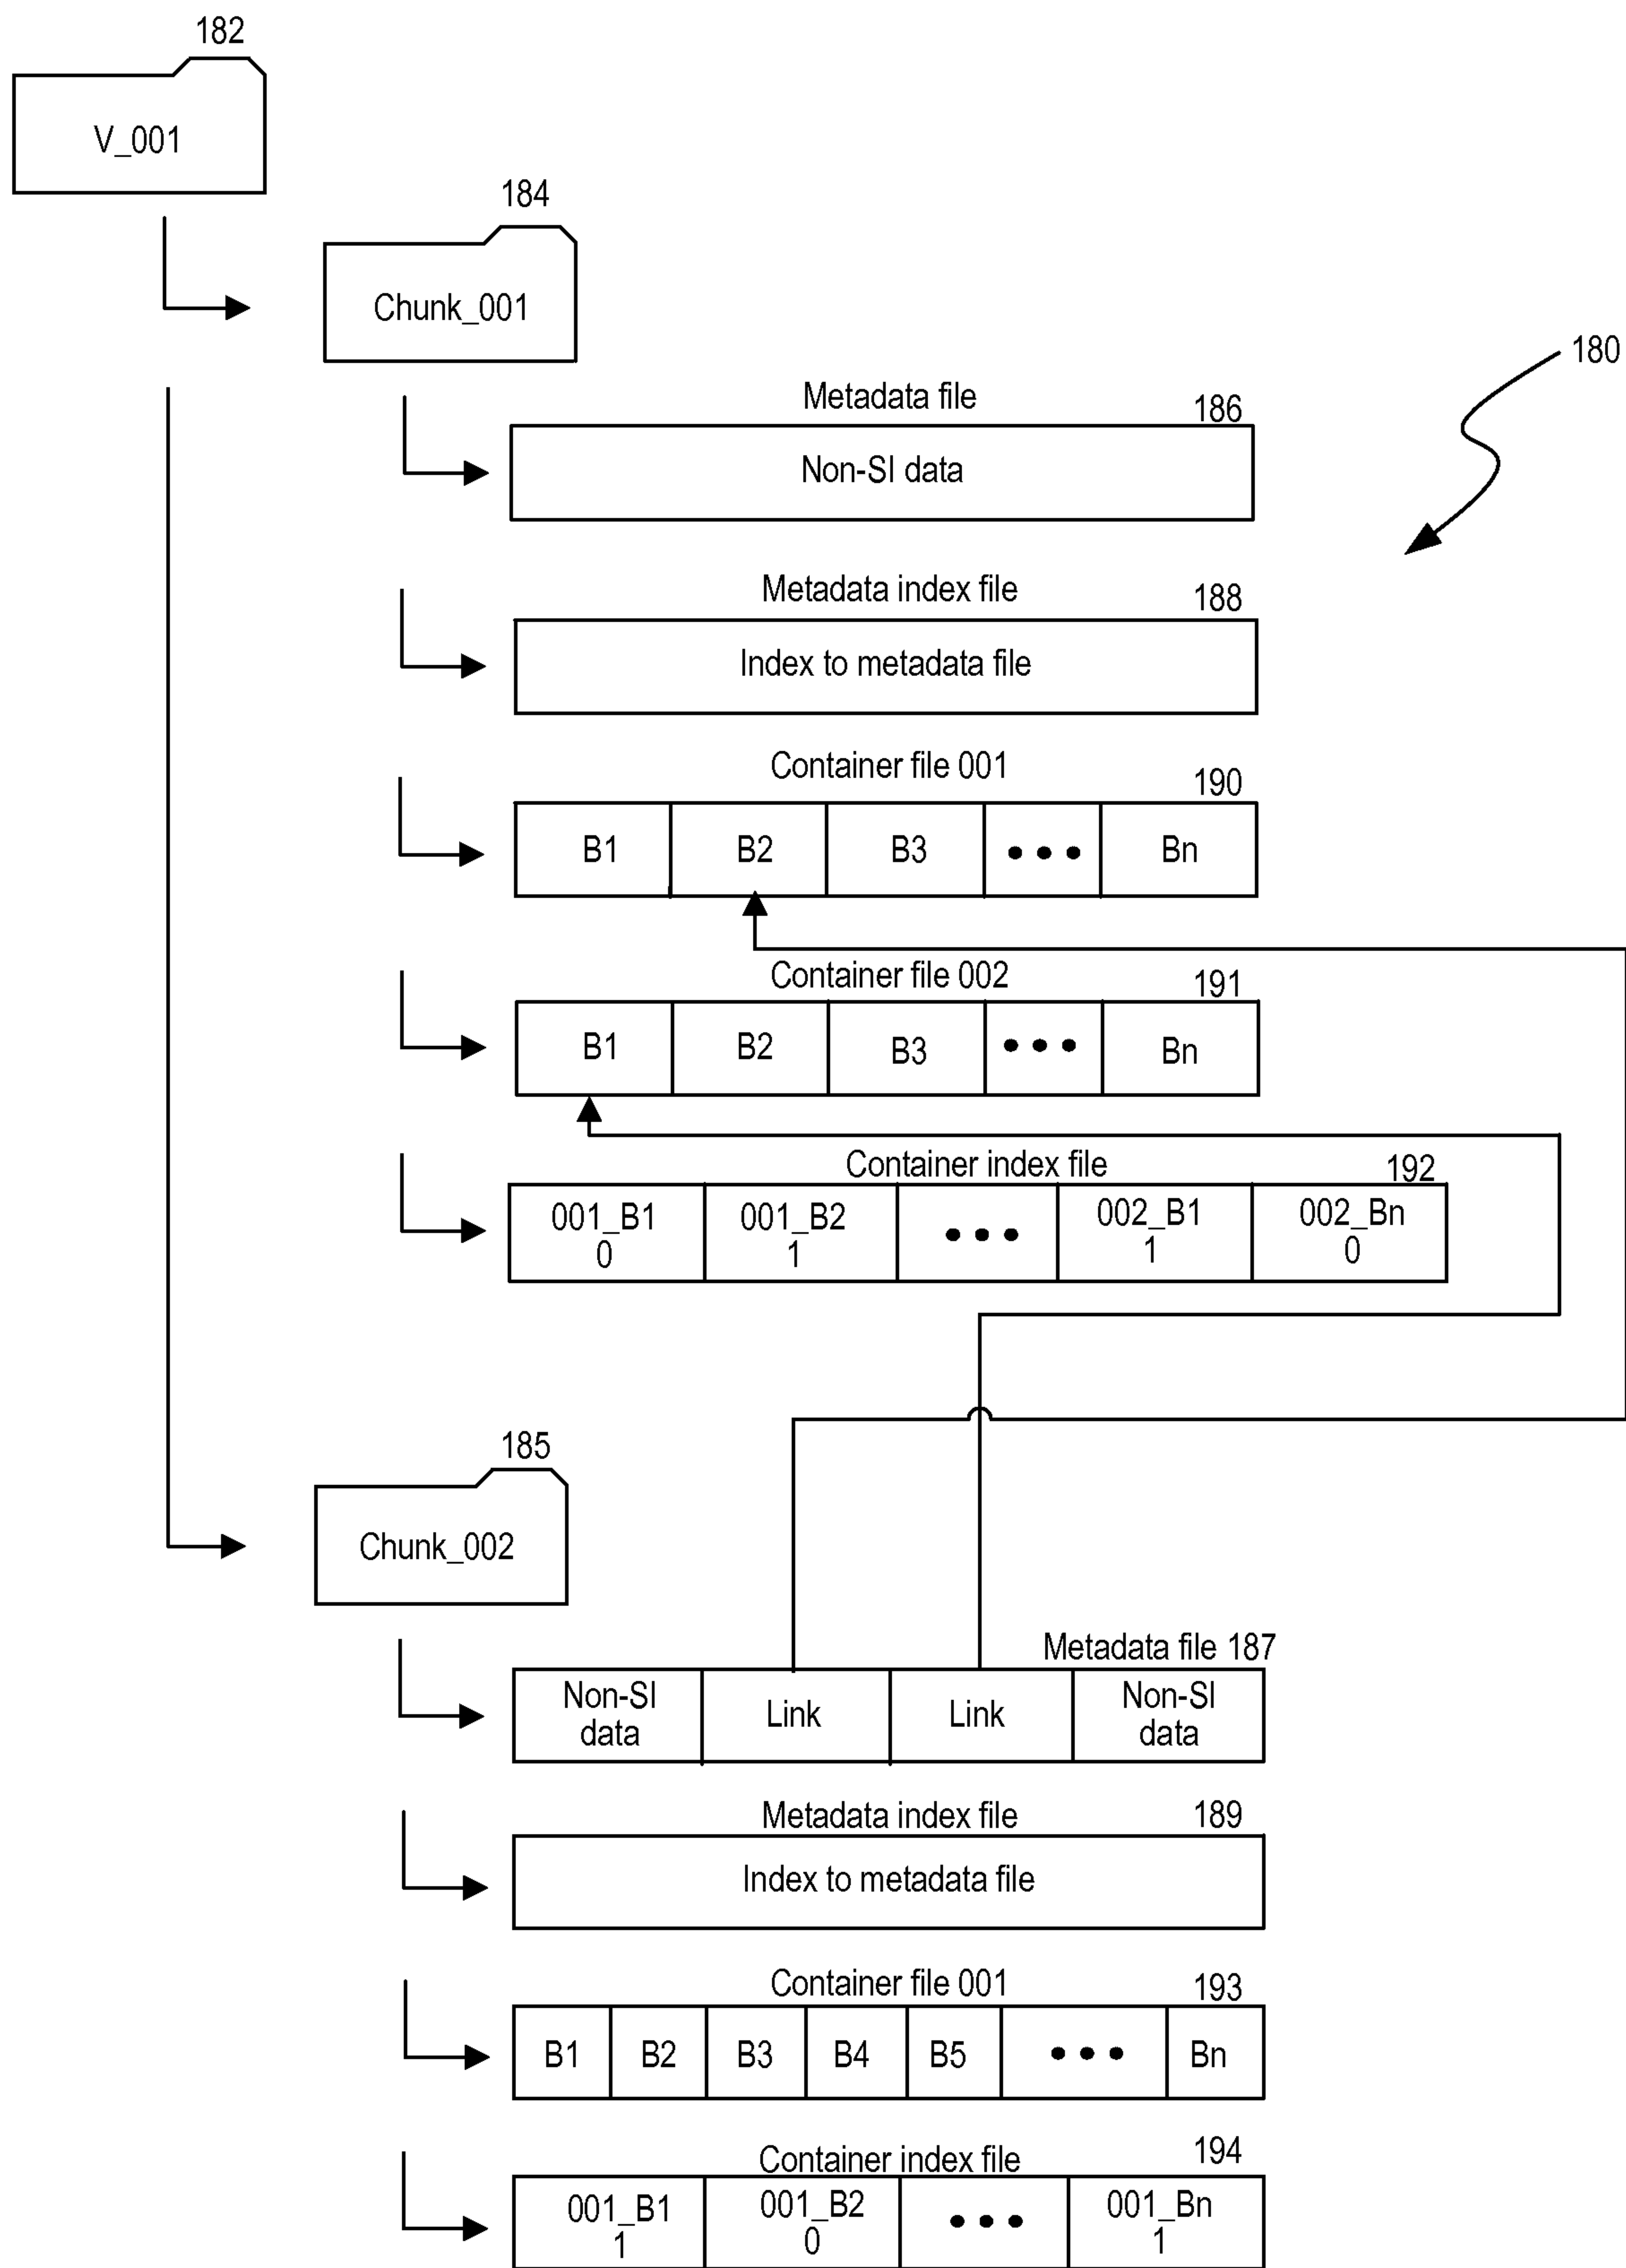 182
V_001
184
Chunk_001
180
Metadata file
186
Non-SI data
Metadata index file
188
Index to metadata file
Container file 001
190
B1 B2 B3 ••• Bn
Container file 002
191
B1 B2 B3 ••• Bn
Container index file
192
001_B1 001_B2 ••• 002_B1 002_Bn
0 1 1 0
185
Chunk_002
Metadata file 187
Non-SI Link Link Non-SI
data data
Metadata index file
189
Index to metadata file
Container file 001
193
B1 B2 B3 B4 B5 ••• Bn
Container index file
194
001_B1 001_B2 ••• 001_Bn
1 0 1